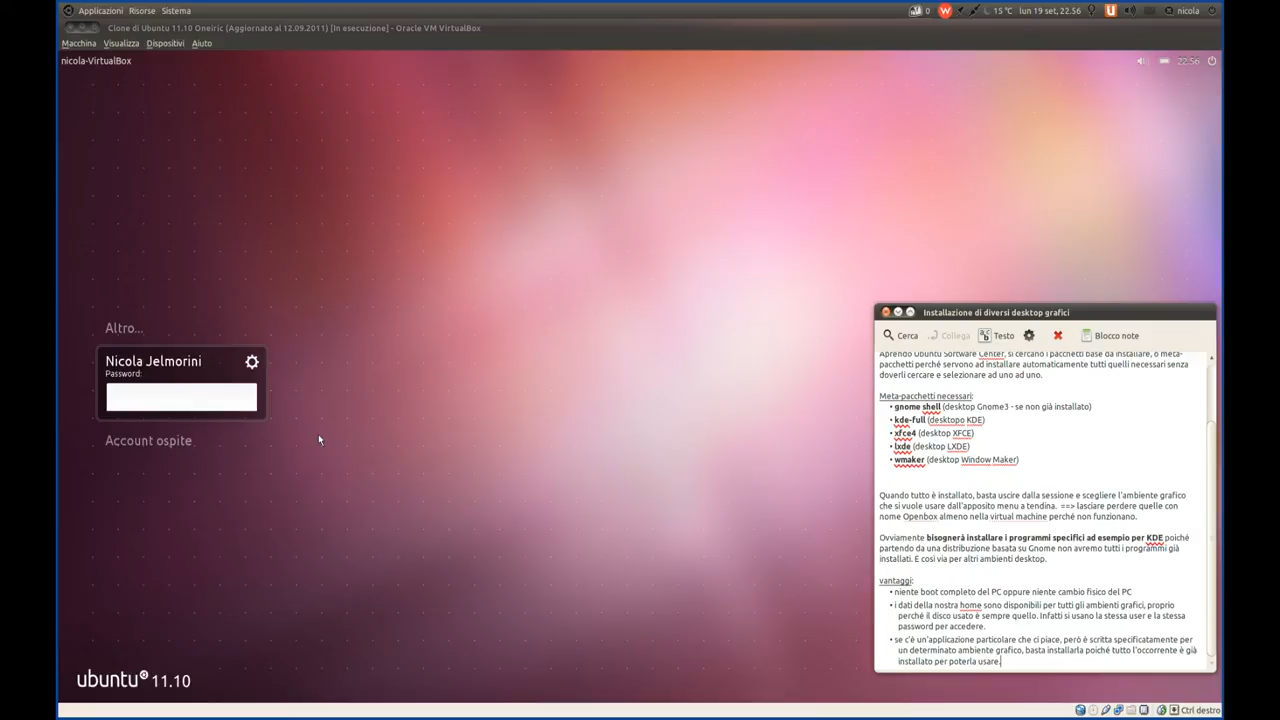 Applicazioni Risorse Sistema
0 15 °C lun 19 set, 22.56 nicola
Clone di Ubuntu 11.10 Oneiric (Aggiornato al 12.09.2011) [In esecuzione] - Oracle VM VirtualBox
Macchina Visualizza Dispositivi Aiuto
nicola-VirtualBox
22:56
Altro...
Nicola Jelmorini
Password:
Account ospite
ubuntu® 11.10
Installazione di diversi desktop grafici
Cerca Collega Testo Blocco note
Aprendo Ubuntu Software Center, si cercano i pacchetti base da installare, o meta-
pacchetti perché servono ad installare automaticamente tutti quelli necessari senza
doverli cercare e selezionare ad uno ad uno.
Meta-pacchetti necessari:
• gnome shell (desktop Gnome3 - se non già installato)
• kde-full (desktopo KDE)
• xfce4 (desktop XFCE)
• lxde (desktop LXDE)
• wmaker (desktop Window Maker)
Quando tutto è installato, basta uscire dalla sessione e scegliere l'ambiente grafico
che si vuole usare dall'apposito menu a tendina. ==> lasciare perdere quelle con
nome Openbox almeno nella virtual machine perché non funzionano.
Ovviamente bisognerà installare i programmi specifici ad esempio per KDE poiché
partendo da una distribuzione basata su Gnome non avremo tutti i programmi già
installati. E cosi via per altri ambienti desktop.
vantaggi:
• niente boot completo del PC oppure niente cambio fisico del PC
• i dati della nostra home sono disponibili per tutti gli ambienti grafici, proprio
perché il disco usato è sempre quello. Infatti si usano la stessa user e la stessa
password per accedere.
• se c'è un'applicazione particolare che ci piace, però è scritta specificatamente per
un determinato ambiente grafico, basta installarla poiché tutto l'occorrente è già
installato per poterla usare.
Ctrl destro